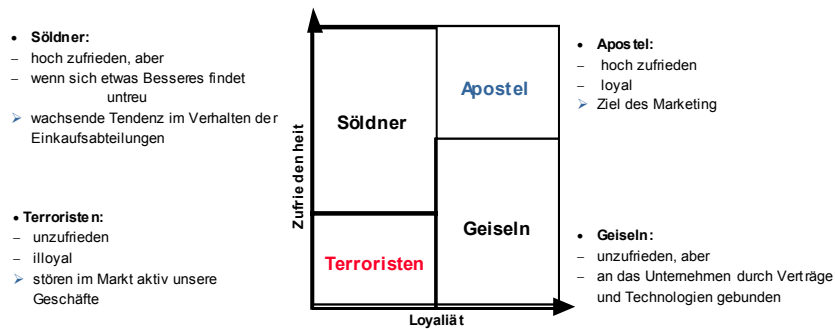 • Söldner:
– hoch zufrieden, aber
– wenn sich etwas Besseres findet
untreu
➢ wachsende Tendenz im Verhalten der
Einkaufsabteilungen
• Terroristen:
– unzufrieden
– illoyal
➢ stören im Markt aktiv unsere
Geschäfte
Zufriedenheit
Söldner
Apostel
Terroristen
Geiseln
Loyaliät
• Apostel:
– hoch zufrieden
– loyal
➢ Ziel des Marketing
• Geiseln:
– unzufrieden, aber
– an das Unternehmen durch Verträge
und Technologien gebunden